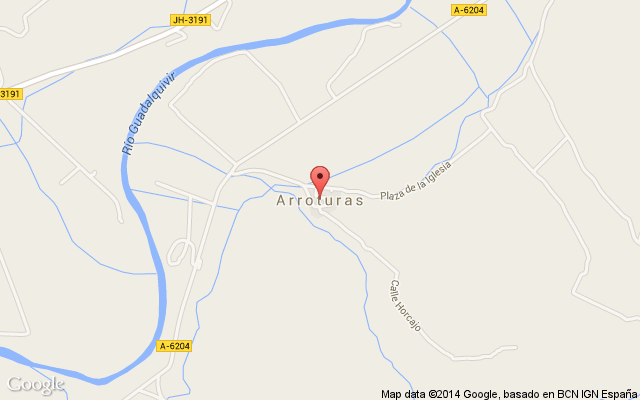 JH-3191
A-6204
3191
Río Guadalquivir
Plaza de la Iglesia
Arroturas
Calle Horcajo
A-6204
Google
Map data ©2014 Google, basado en BCN IGN España